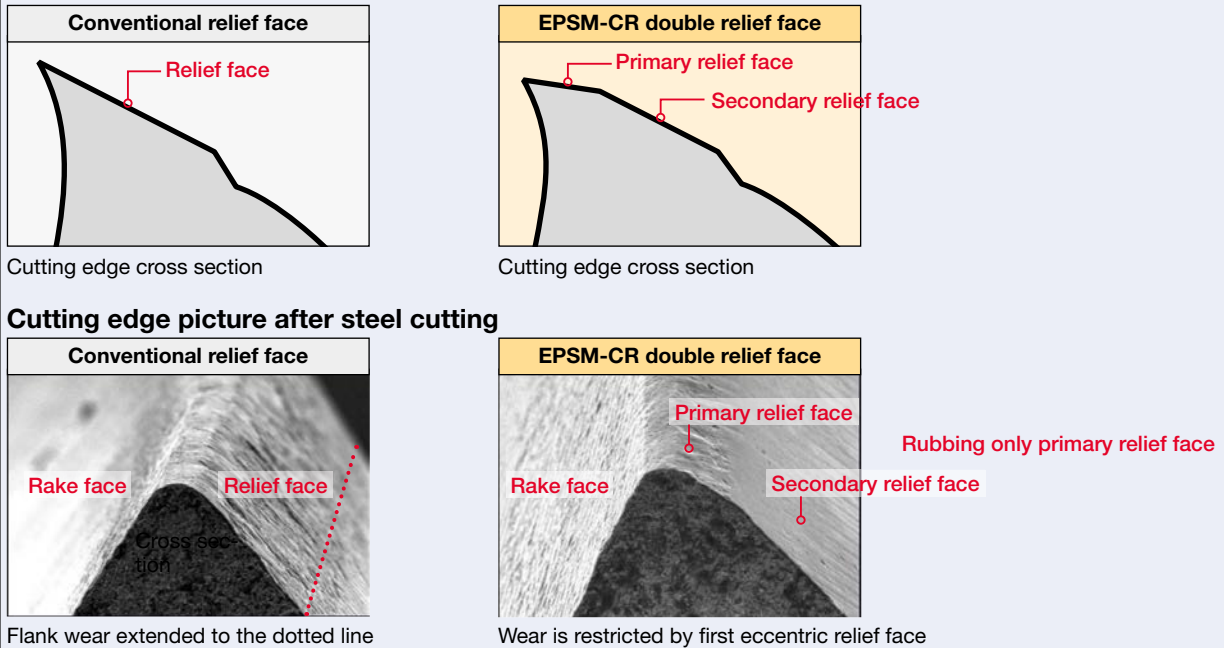 Conventional relief face
EPSM-CR double relief face
Relief face
Primary relief face
Secondary relief face
Cutting edge cross section
Cutting edge cross section
Cutting edge picture after steel cutting
Conventional relief face
EPSM-CR double relief face
Primary relief face
Rubbing only primary relief face
Rake face
Relief face
Rake face
Secondary relief face
Cross sec-
tion
Flank wear extended to the dotted line
Wear is restricted by first eccentric relief face